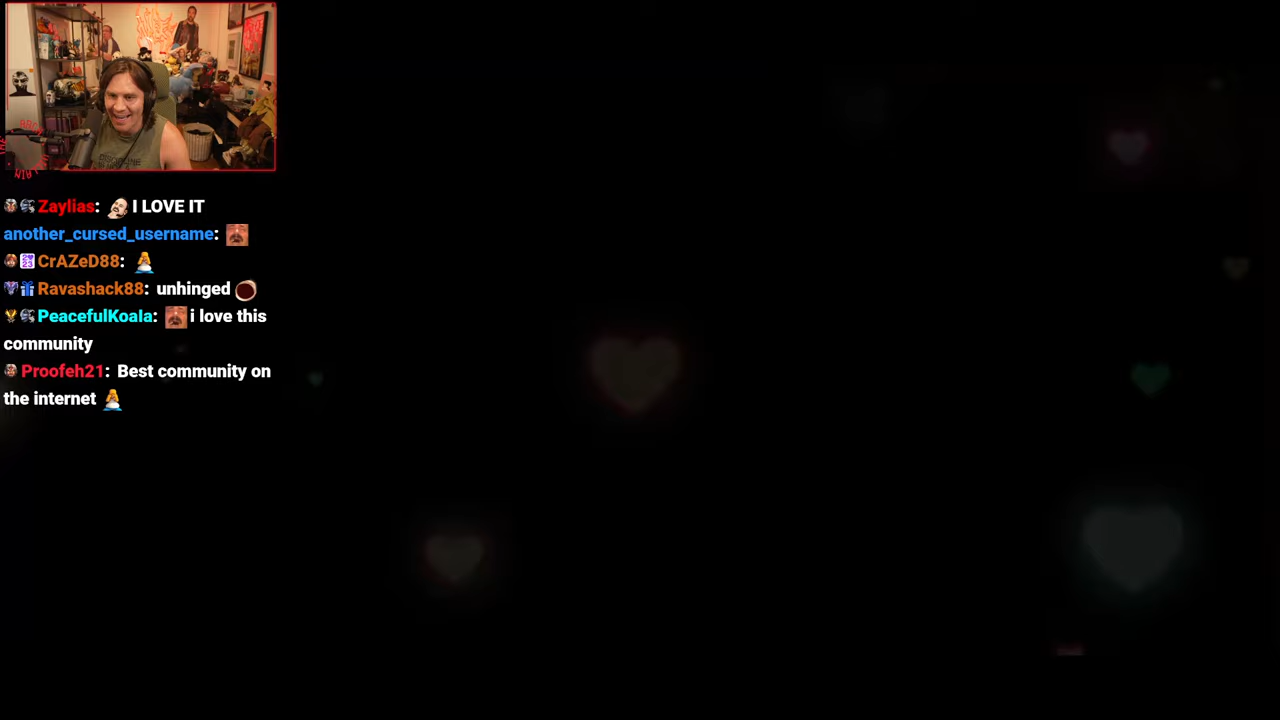 Zaylias: I LOVE IT
another_cursed_username:
CrAZeD88:
Ravashack88: unhinged
PeacefulKoala: i love this
community
Proofeh21: Best community on
the internet